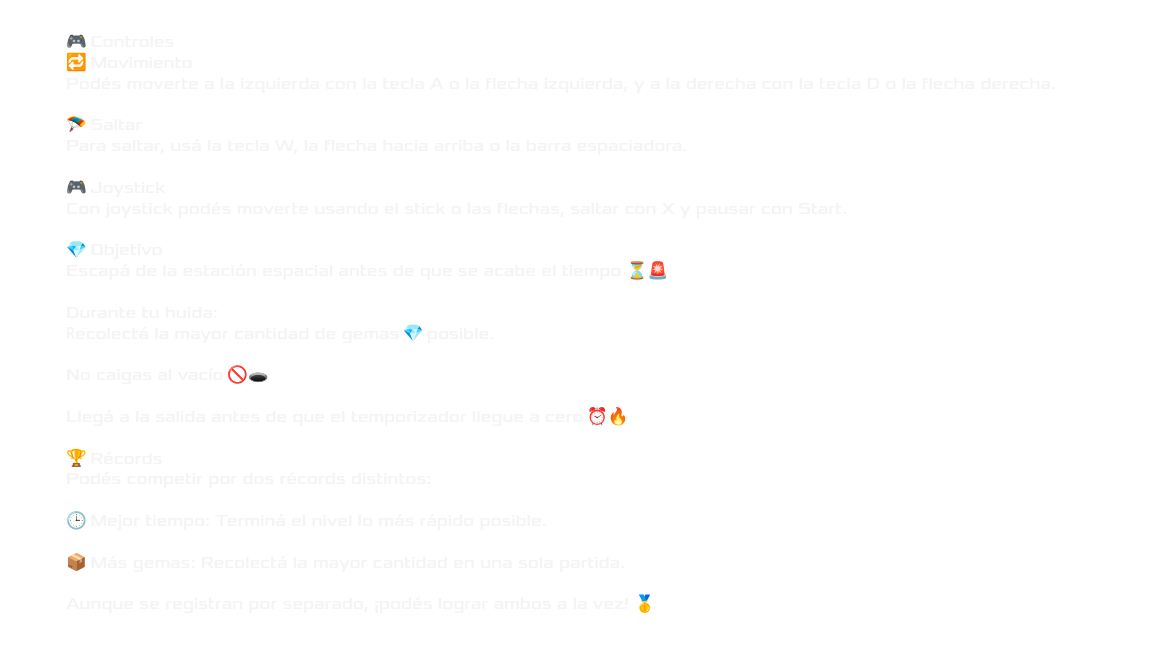 🎮 Controles
🔁 Movimiento
Podés moverte a la izquierda con la tecla A o la flecha izquierda, y a la derecha con la tecla D o la flecha derecha.
🪂 Saltar
Para saltar, usá la tecla W, la flecha hacia arriba o la barra espaciadora.
🎮 Joystick
Con joystick podés moverte usando el stick o las flechas, saltar con X y pausar con Start.
💎 Objetivo
Escapá de la estación espacial antes de que se acabe el tiempo ⏳🚨
Durante tu huida:
Recolectá la mayor cantidad de gemas 💎 posible.
No caigas al vacío 🚫🕳️
Llegá a la salida antes de que el temporizador llegue a cero ⏰🔥
🏆 Récords
Podés competir por dos récords distintos:
🕒 Mejor tiempo: Terminá el nivel lo más rápido posible.
📦 Más gemas: Recolectá la mayor cantidad en una sola partida.
Aunque se registran por separado, ¡podés lograr ambos a la vez! 🥇